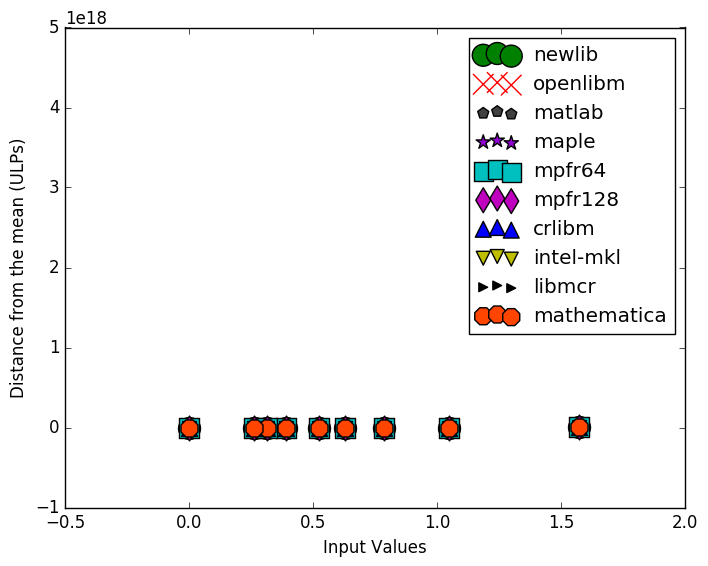 1e18
5
4
3
2
1
0
−1
Distance from the mean (ULPs)
newlib
openlibm
matlab
maple
mpfr64
mpfr128
crlibm
intel-mkl
libmcr
mathematica
−0.5 0.0 0.5 1.0 1.5 2.0
Input Values